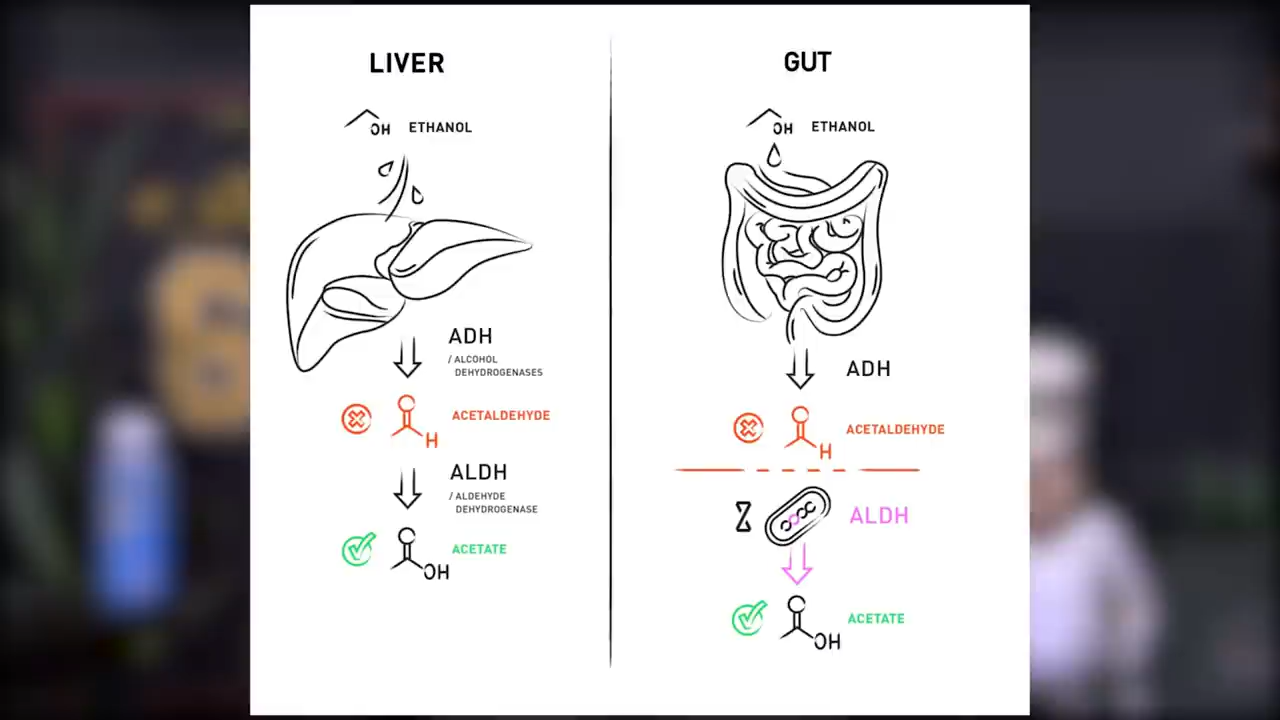 LIVER
OH ETHANOL
ADH
/ ALCOHOL
DEHYDROGENASES
ACETALDEHYDE
H
ALDH
/ ALDEHYDE
DEHYDROGENASE
ACETATE
OH
GUT
OH ETHANOL
ADH
ACETALDEHYDE
H
ALDH
ACETATE
OH